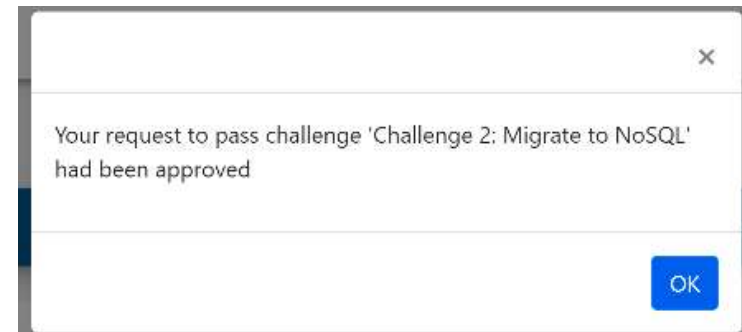 ×
Your request to pass challenge 'Challenge 2: Migrate to NoSQL'
had been approved
OK